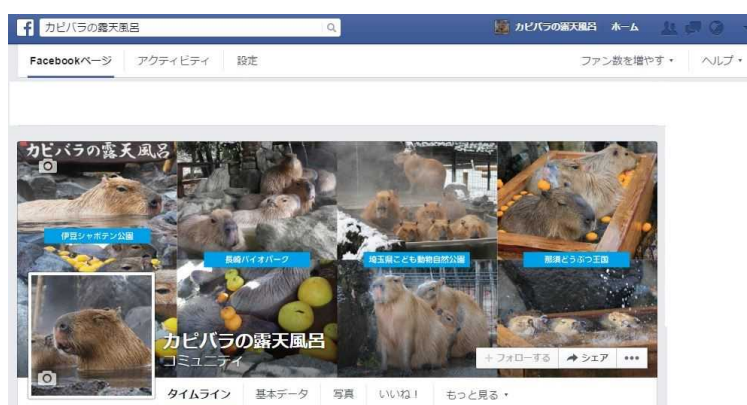 カピバラの露天風呂
カピバラの露天風呂 ホーム
Facebookページ アクティビティ 設定 ファン数を増やす ヘルプ
カピバラの露天風呂
伊豆シャボテン公園
長崎バイオパーク
埼玉県こども動物自然公園
那須どうぶつ王国
カピバラの露天風呂
コミュニティ
+フォローする シェア •••
タイムライン 基本データ 写真 いいね! もっと見る